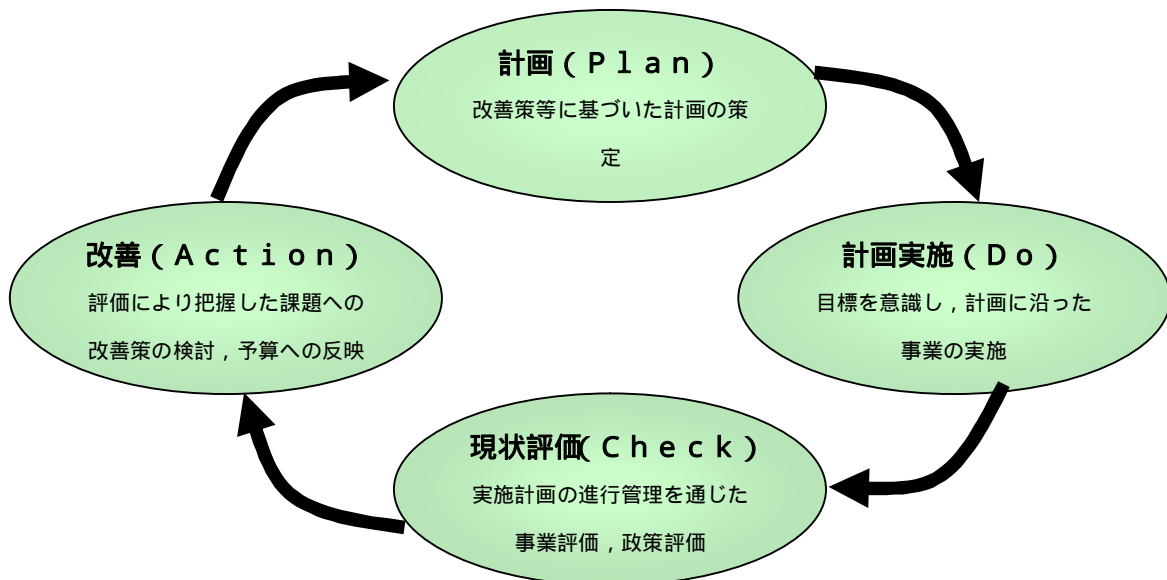 計画(Plan)
改善策等に基づいた計画の策
定
改善(Action)
評価により把握した課題への
改善策の検討,予算への反映
計画実施(Do)
目標を意識し,計画に沿った
事業の実施
現状評価(Check)
実施計画の進行管理を通じた
事業評価,政策評価